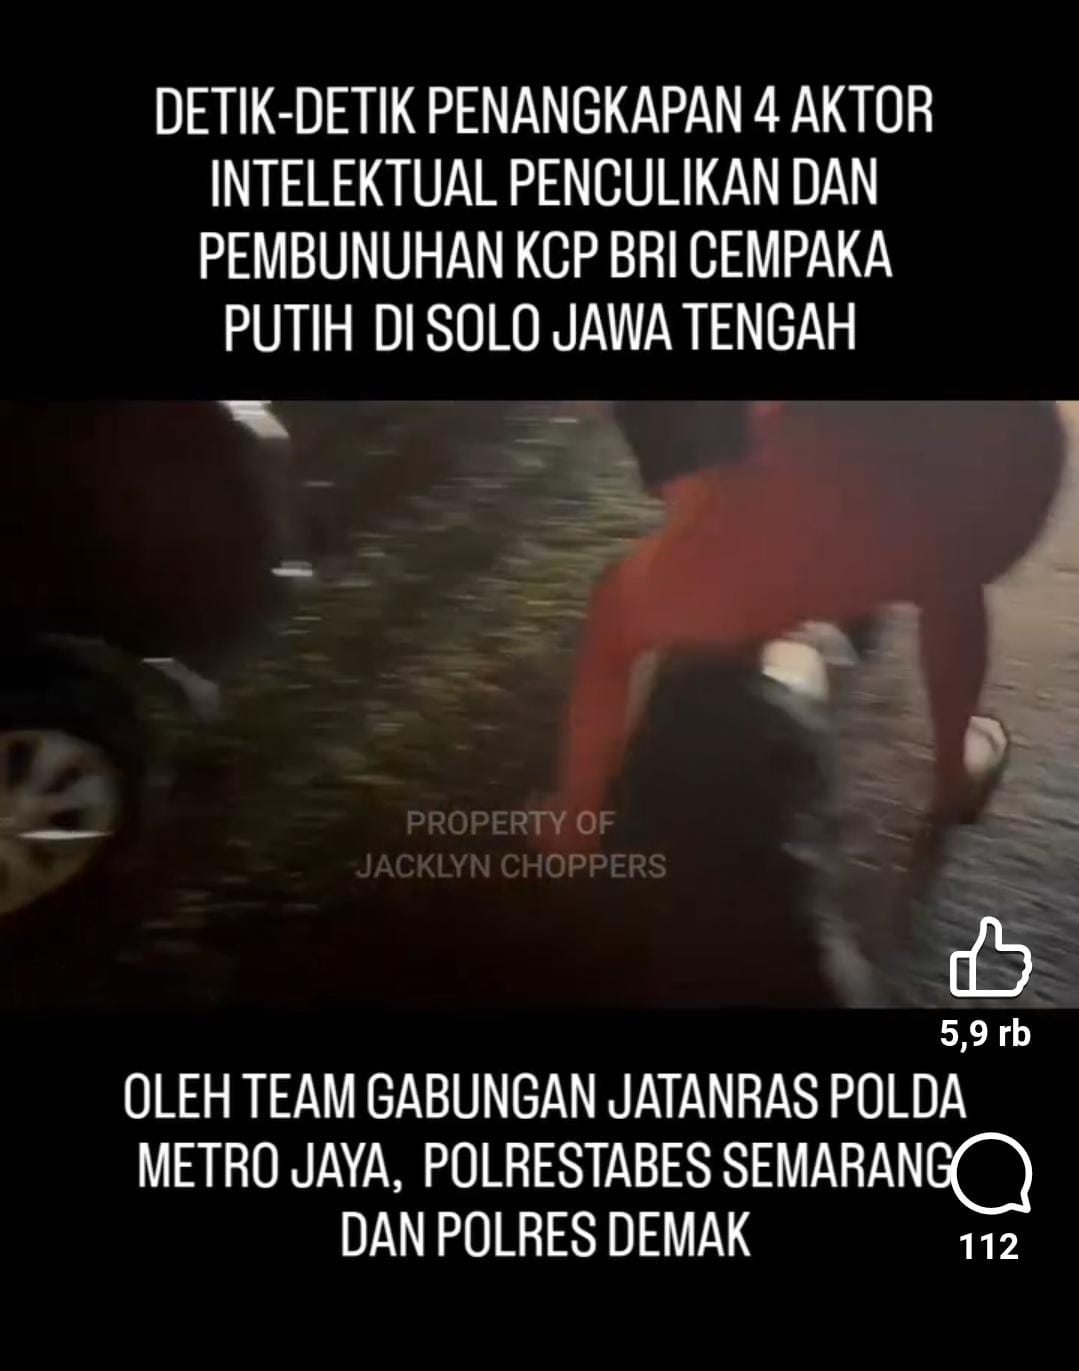 DETIK-DETIK PENANGKAPAN 4 AKTOR
INTELEKTUAL PENCULIKAN DAN
PEMBUNUHAN KCP BRI CEMPAKA
PUTIH DI SOLO JAWA TENGAH
PROPERTY OF
JACKLYN CHOPPERS
5,9 rb
OLEH TEAM GABUNGAN JATANRAS POLDA
METRO JAYA, POLRESTABES SEMARANG
DAN POLRES DEMAK
112